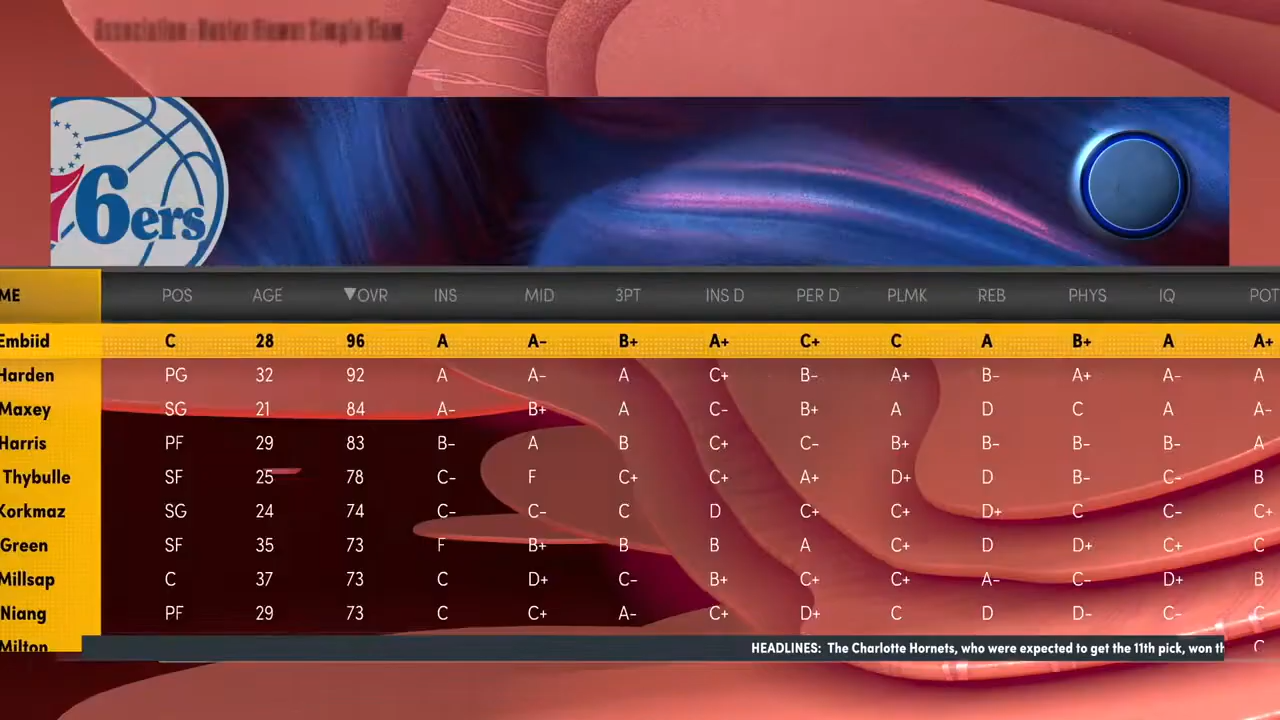 76ers
ME POS AGE ▼OVR INS MID 3PT INS D PER D PLMK REB PHYS IQ POT
Embiid C 28 96 A A- B+ A+ C+ C A B+ A A+
Harden PG 32 92 A A- A C+ B- A+ B- A+ A- A
Maxey SG 21 84 A- B+ A C- B+ A D C A A-
Harris PF 29 83 B- A B C+ C- B+ B- B- B- A
Thybulle SF 25 78 C- F C+ C+ A+ D+ D B- C- B
Korkmaz SG 24 74 C- C- C D C+ C+ D+ C C- C+
Green SF 35 73 F B+ B B A C+ D D+ C+ C
Millsap C 37 73 C D+ C- B+ C+ C+ A- C- D+ B
Niang PF 29 73 C C+ A- C+ D+ C D D- C- C
Milton C
HEADLINES: The Charlotte Hornets, who were expected to get the 11th pick, won th